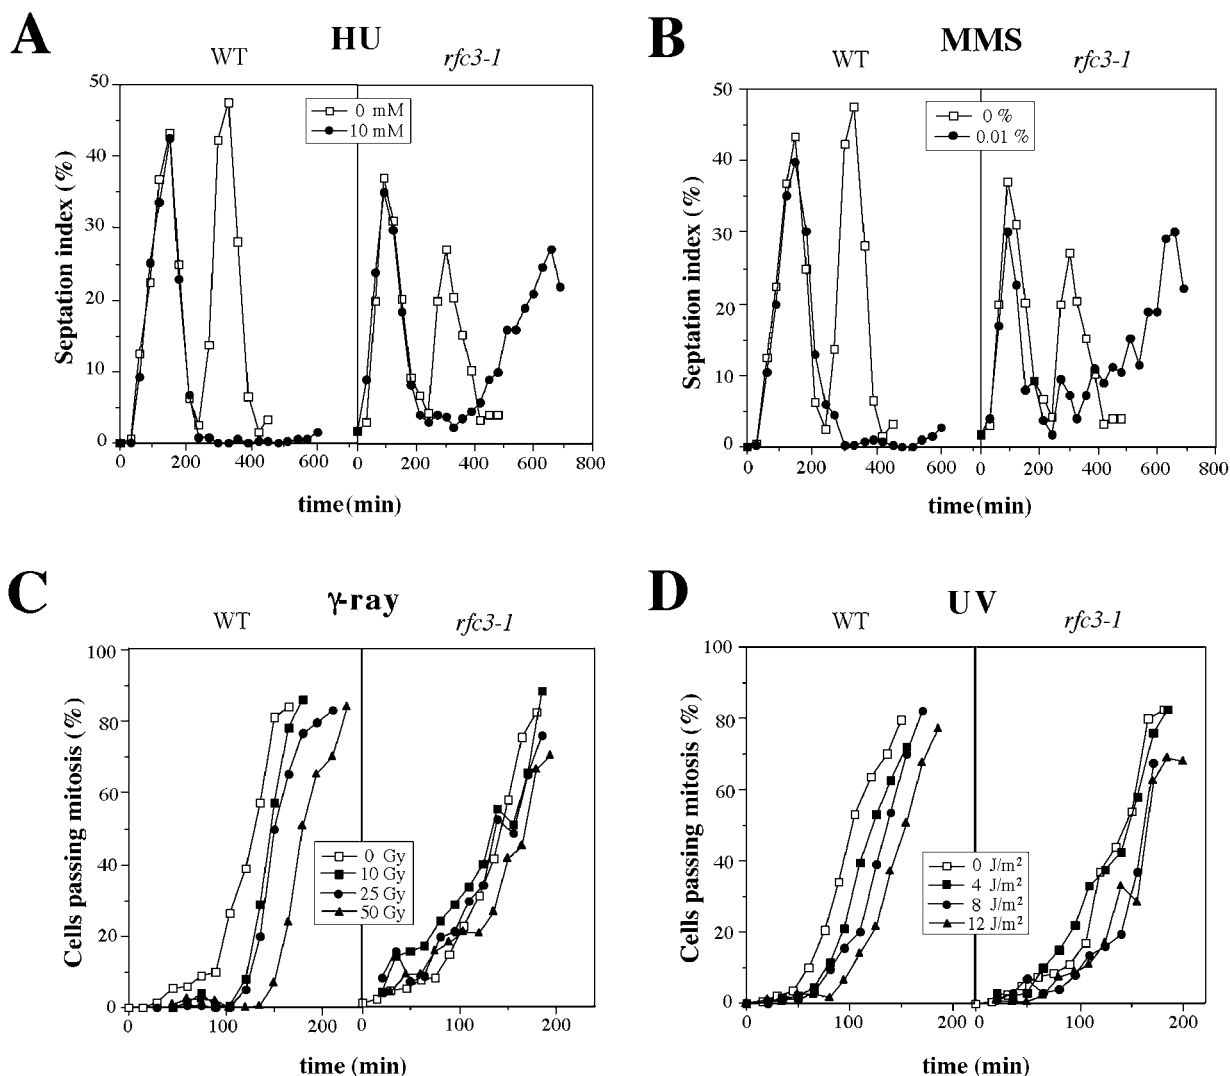 A
HU
WT
rfc3-1
50
40
30
20
10
0
Septation index (%)
0 mM
10 mM
0 200 400 600 0 200 400 600 800
time (min)
B
MMS
WT
rfc3-1
50
40
30
20
10
0
Septation index (%)
0 %
0.01 %
0 200 400 600 0 200 400 600 800
time (min)
C
γ-ray
WT
rfc3-1
100
80
60
40
20
0
Cells passing mitosis (%)
0 Gy
10 Gy
25 Gy
50 Gy
0 100 200 0 100 200
time (min)
D
UV
WT
rfc3-1
100
80
60
40
20
0
Cells passing mitosis (%)
0 J/m²
4 J/m²
8 J/m²
12 J/m²
0 100 200 0 100 200
time (min)